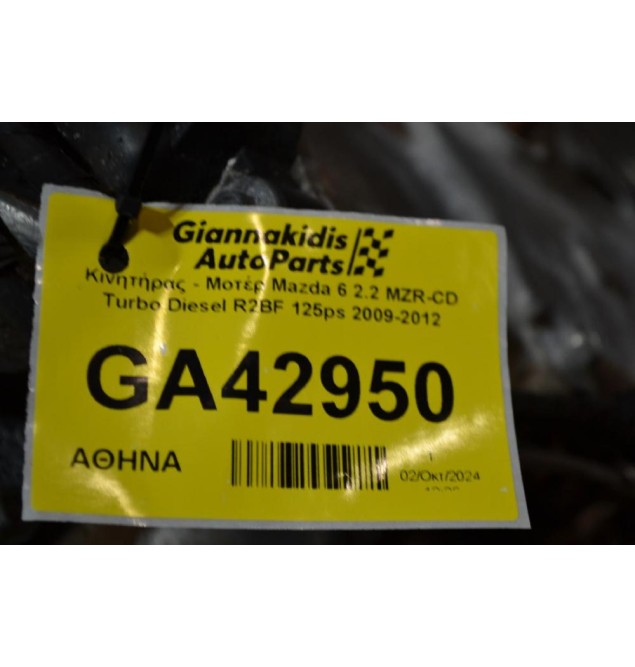 Giannakidis
AutoParts
Κινητήρας - Μοτέρ Mazda 6 2.2 MZR-CD
Turbo Diesel R2BF 125ps 2009-2012
GA42950
ΑΘΗΝΑ
02/Οκτ/2024